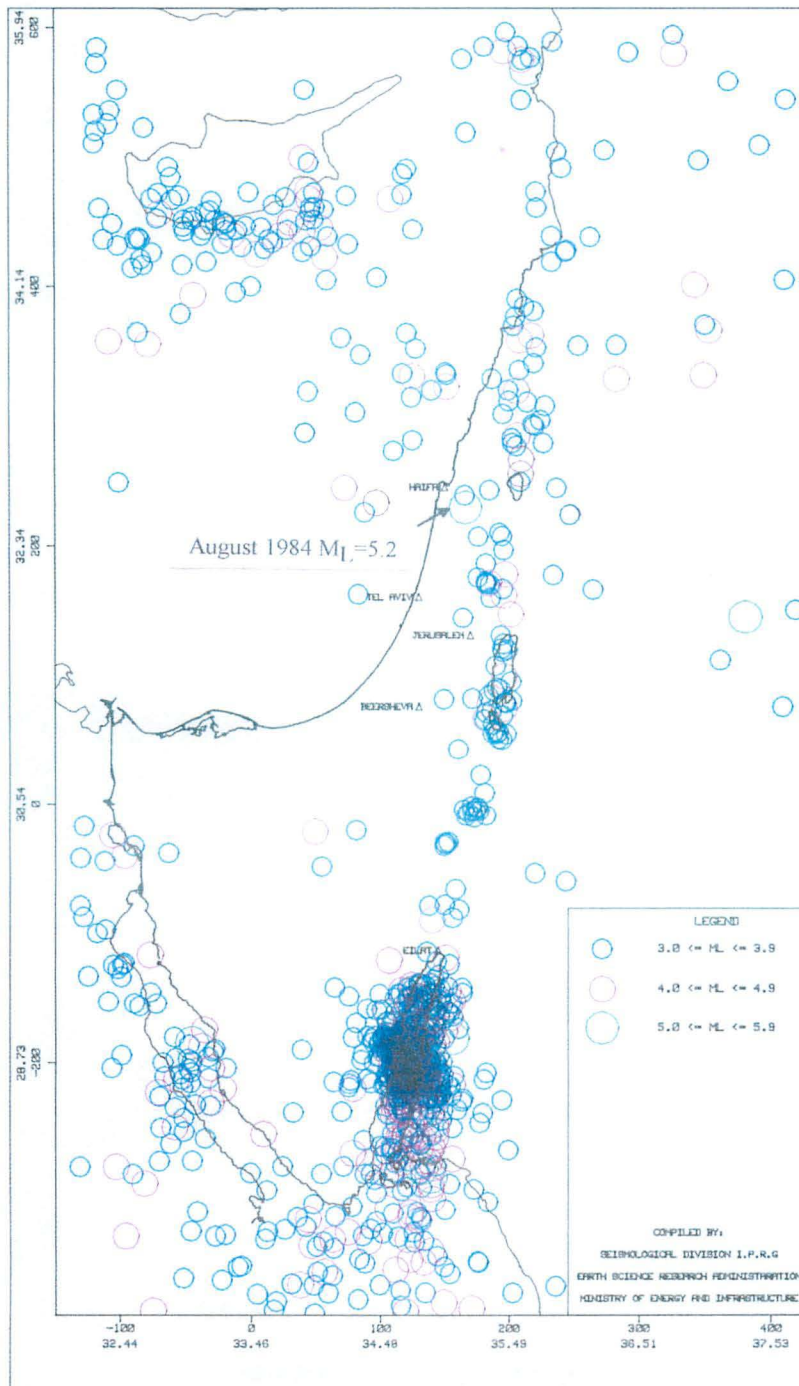 35.94
600
34.14
400
HAIFA
August 1984 ML=5.2
32.34
200
TEL AVIV
JERUSALEM
BEERSHEVA
30.54
0
EILAT
LEGEND
3.0 <= ML <= 3.9
4.0 <= ML <= 4.9
5.0 <= ML <= 5.9
28.73
-200
COMPILED BY:
SEISMOLOGICAL DIVISION I.P.R.G
EARTH SCIENCE RESEARCH ADMINISTRATION
MINISTRY OF ENERGY AND INFRASTRUCTURE
-100 0 100 200 300 400
32.44 33.46 34.48 35.49 36.51 37.53